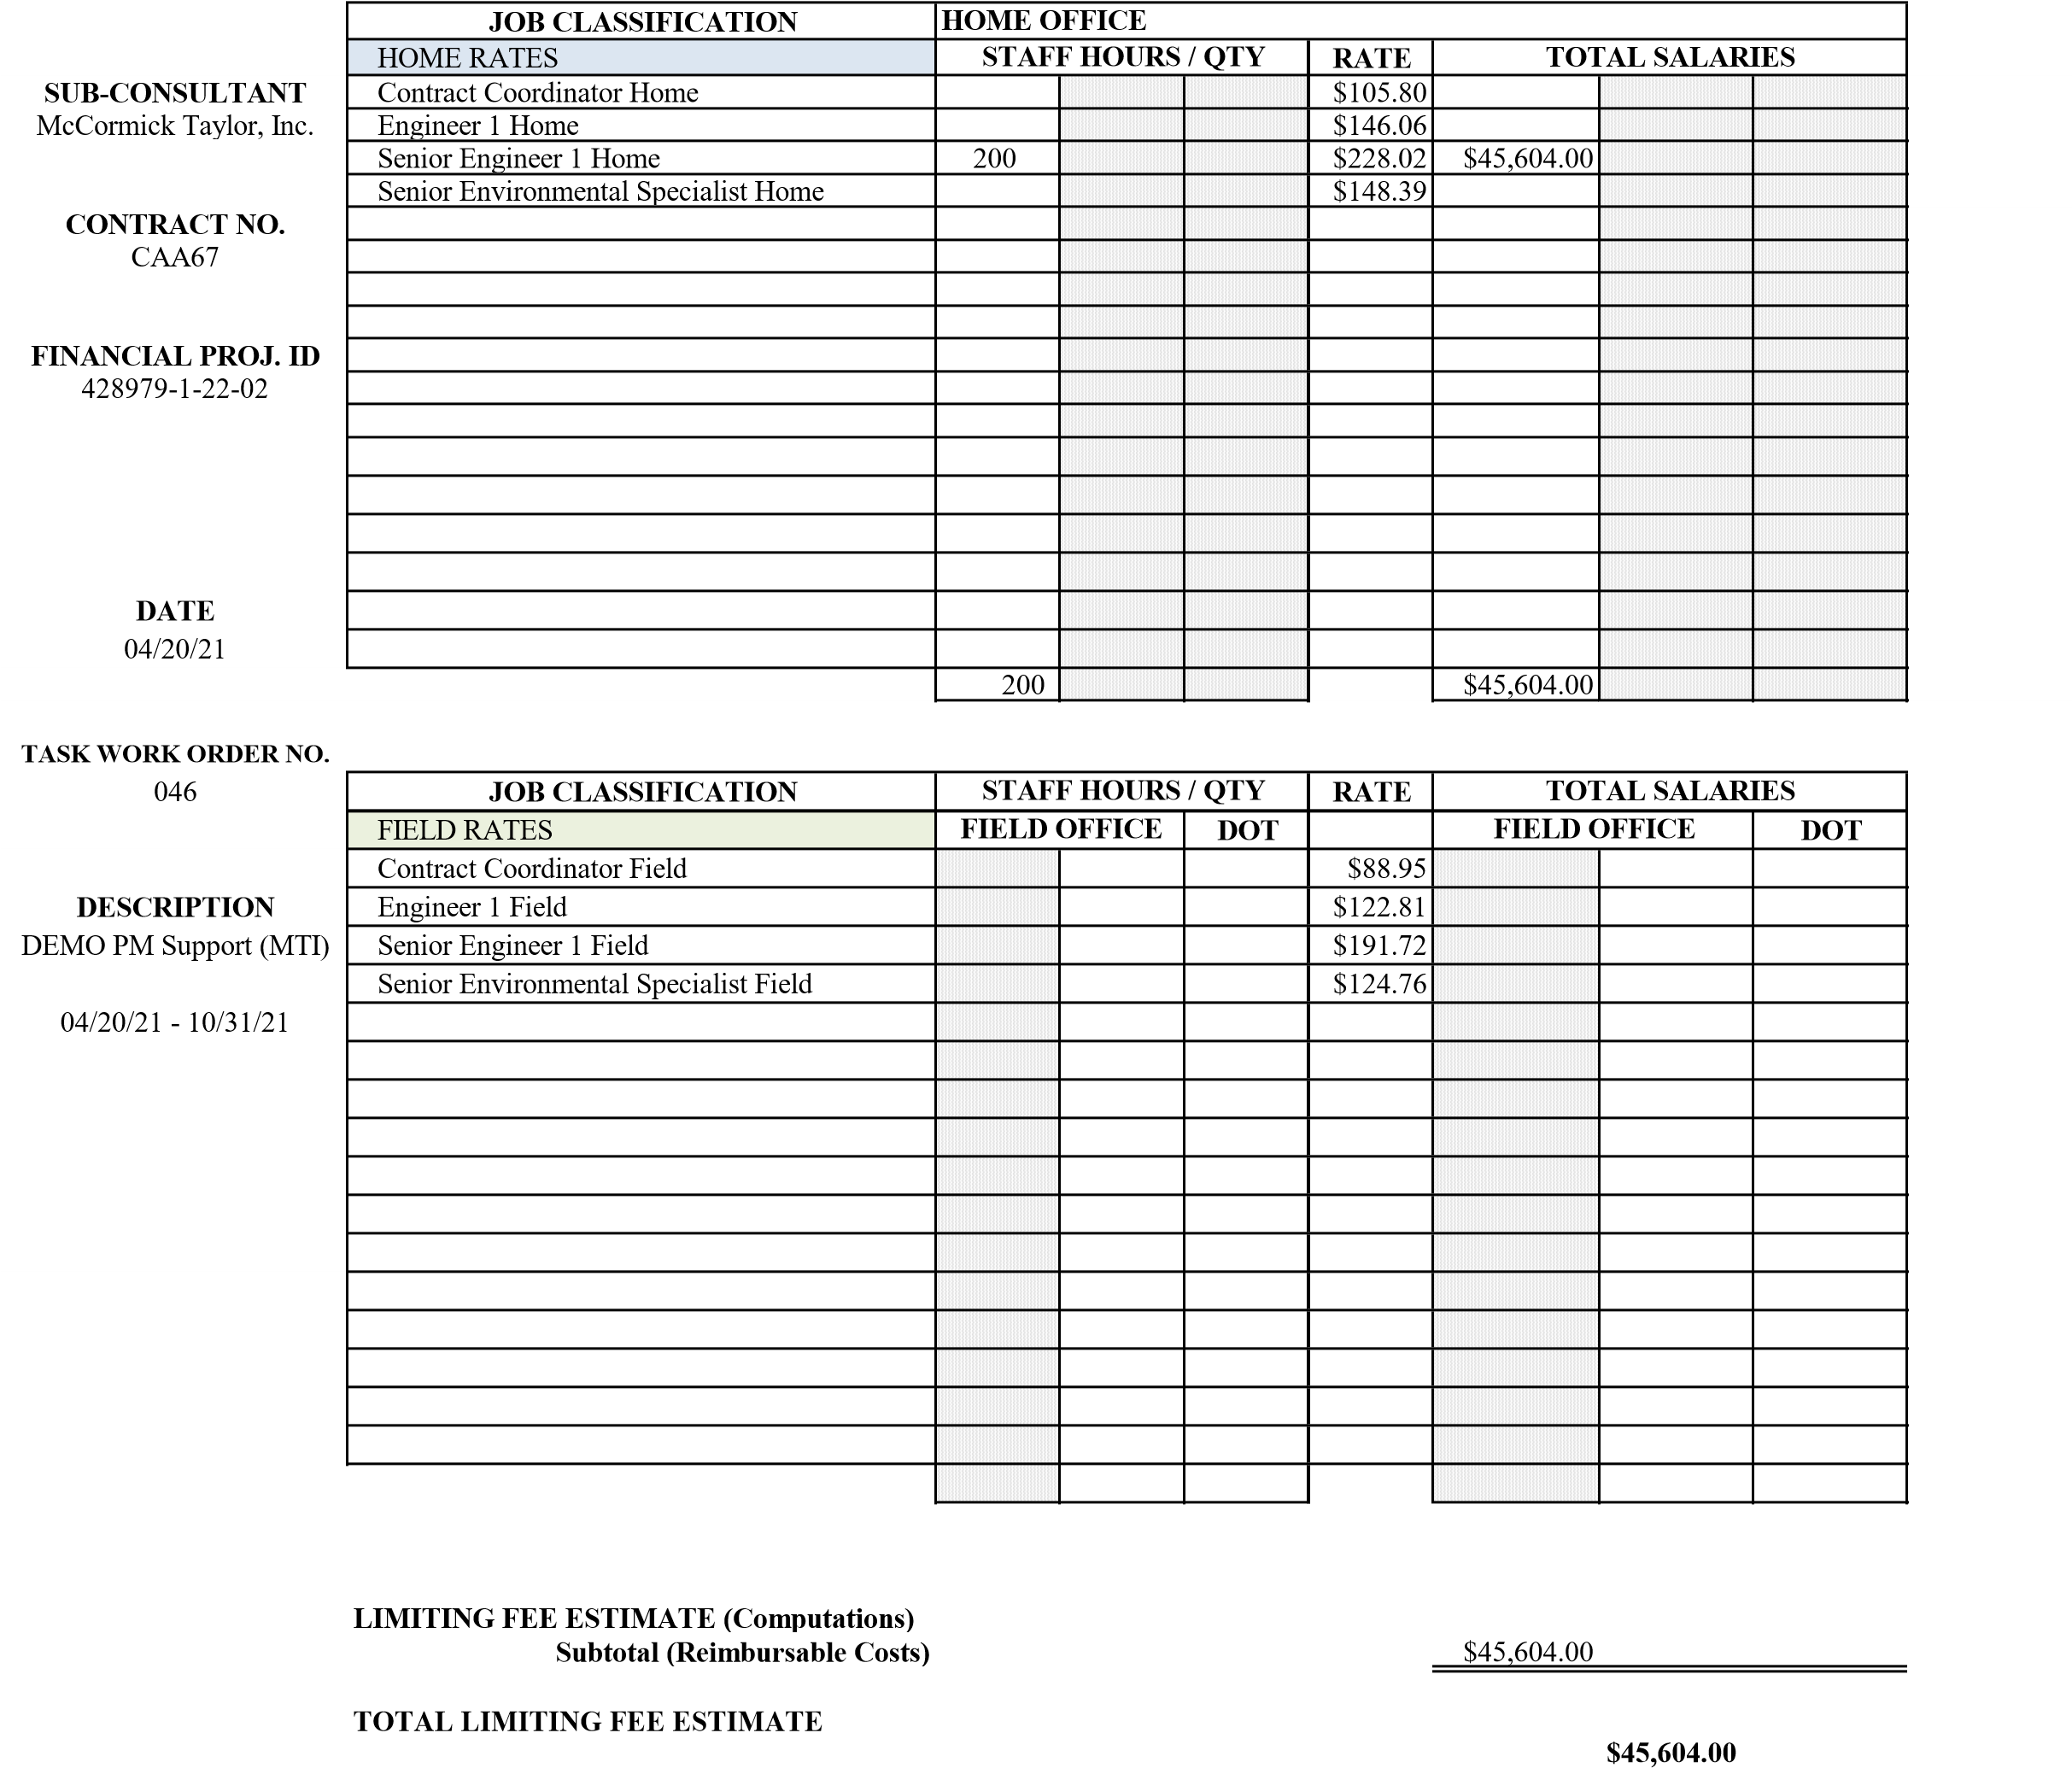 JOB CLASSIFICATION HOME OFFICE
HOME RATES STAFF HOURS / QTY RATE TOTAL SALARIES
SUB-CONSULTANT Contract Coordinator Home $105.80
McCormick Taylor, Inc. Engineer 1 Home $146.06
Senior Engineer 1 Home 200 $228.02 $45,604.00
Senior Environmental Specialist Home $148.39
CONTRACT NO.
CAA67
FINANCIAL PROJ. ID
428979-1-22-02
DATE
04/20/21
200 $45,604.00
TASK WORK ORDER NO.
046 JOB CLASSIFICATION STAFF HOURS / QTY RATE TOTAL SALARIES
FIELD RATES FIELD OFFICE DOT FIELD OFFICE DOT
Contract Coordinator Field $88.95
DESCRIPTION Engineer 1 Field $122.81
DEMO PM Support (MTI) Senior Engineer 1 Field $191.72
Senior Environmental Specialist Field $124.76
04/20/21 - 10/31/21
LIMITING FEE ESTIMATE (Computations)
Subtotal (Reimbursable Costs) $45,604.00
TOTAL LIMITING FEE ESTIMATE
$45,604.00